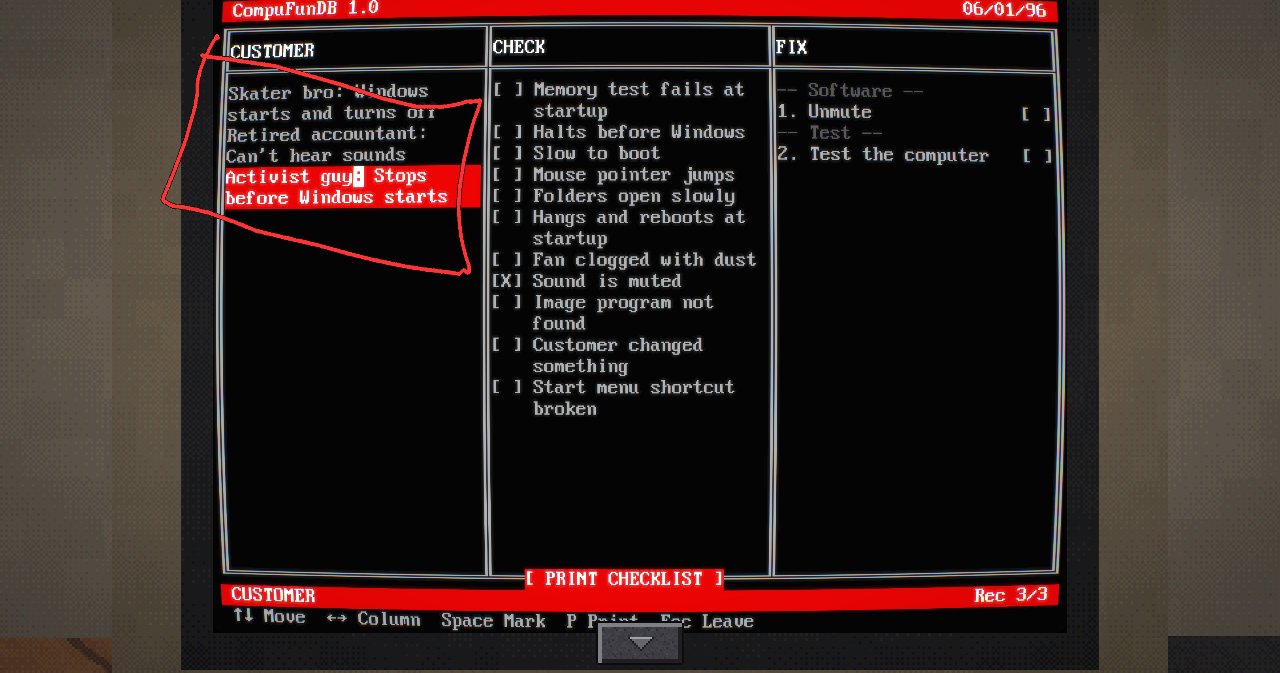 CompuFunDB 1.0 06/01/96
CUSTOMER CHECK FIX
Skater bro: Windows
starts and turns off
Retired accountant:
Can't hear sounds
Activist guy: Stops
before Windows starts
[ ] Memory test fails at
startup
[ ] Halts before Windows
[ ] Slow to boot
[ ] Mouse pointer jumps
[ ] Folders open slowly
[ ] Hangs and reboots at
startup
[ ] Fan clogged with dust
[X] Sound is muted
[ ] Image program not
found
[ ] Customer changed
something
[ ] Start menu shortcut
broken
-- Software --
1. Unmute [ ]
-- Test --
2. Test the computer [ ]
[ PRINT CHECKLIST ]
CUSTOMER Rec 3/3
↑↓ Move ↔ Column Space Mark P Print Esc Leave